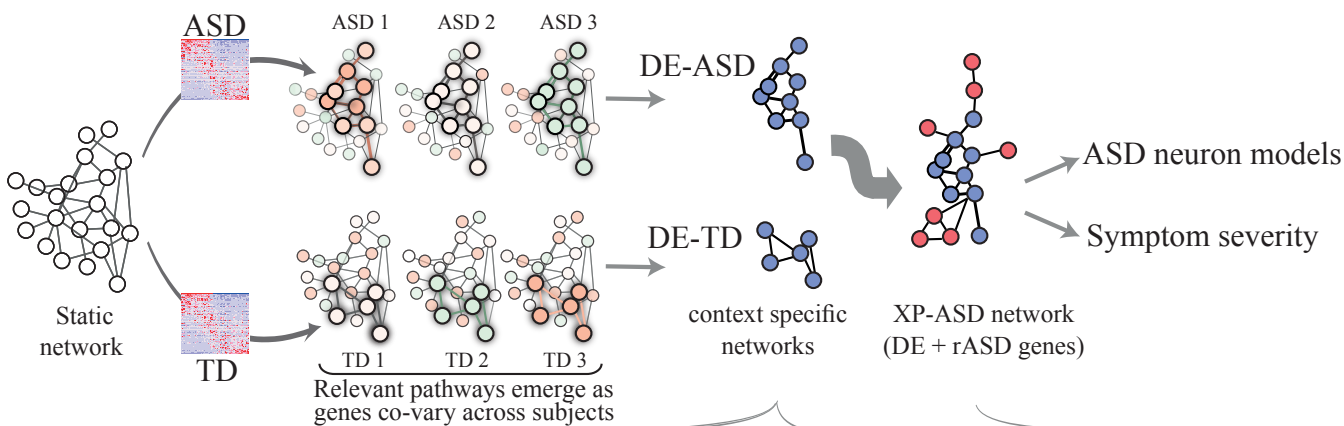 ASD
ASD 1
ASD 2
ASD 3
DE-ASD
ASD neuron models
Symptom severity
DE-TD
Static
network
TD
TD 1
TD 2
TD 3
Relevant pathways emerge as
genes co-vary across subjects
context specific
networks
XP-ASD network
(DE + rASD genes)